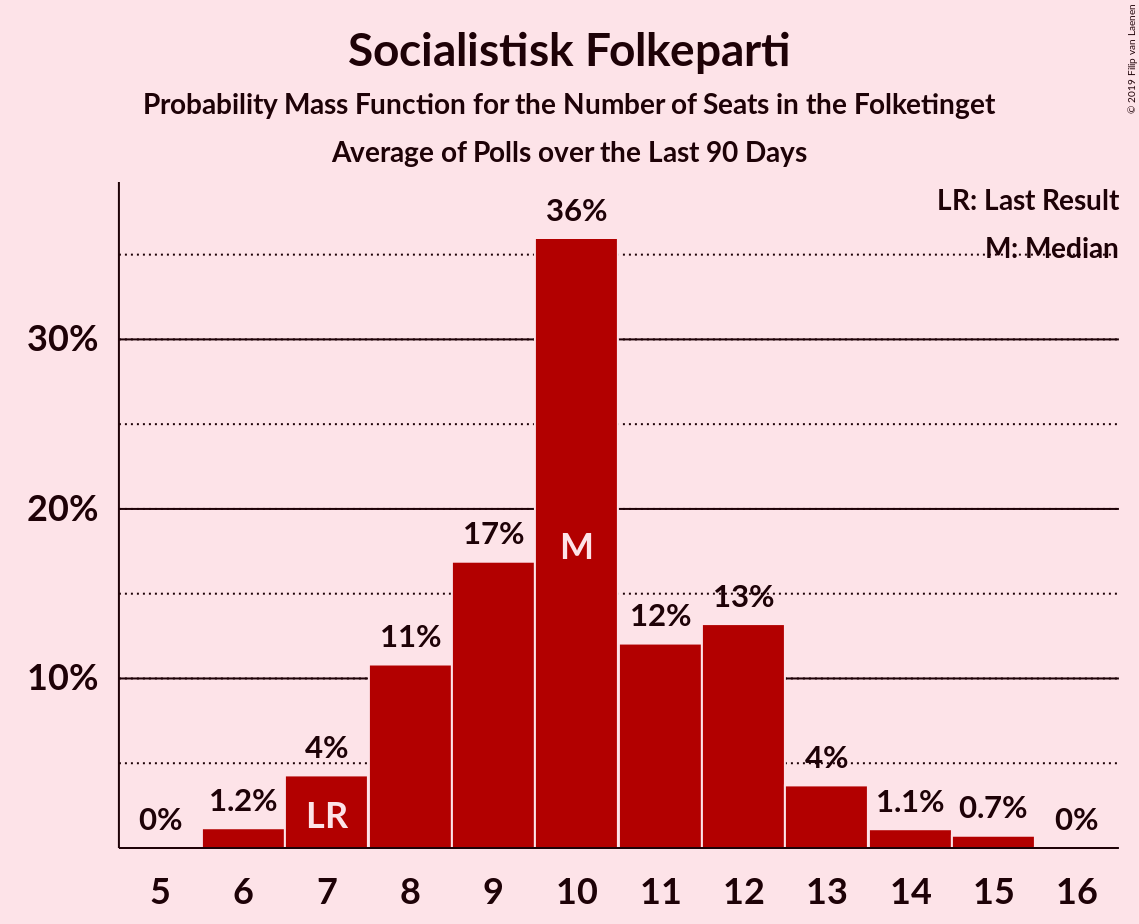 Socialistisk Folkeparti
Probability Mass Function for the Number of Seats in the Folketinget
Average of Polls over the Last 90 Days
© 2019 Filip van Laenen
LR: Last Result
M: Median
30%
20%
10%
0%
1.2%
4%
11%
17%
36%
12%
13%
4%
1.1%
0.7%
0%
LR
M
5 6 7 8 9 10 11 12 13 14 15 16